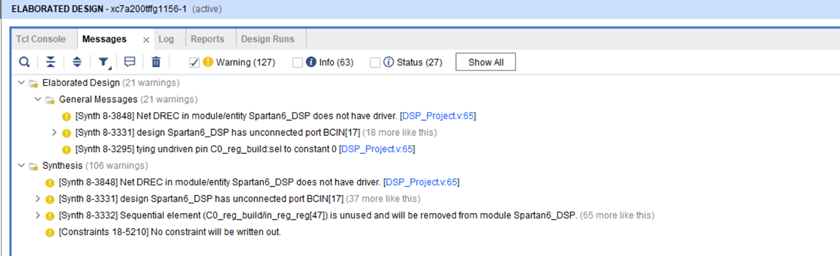 ELABORATED DESIGN - xc7a200tffg1156-1 (active)
Tcl Console Messages × Log Reports Design Runs
Warning (127) Info (63) Status (27) Show All
Elaborated Design (21 warnings)
General Messages (21 warnings)
[Synth 8-3848] Net DREC in module/entity Spartan6_DSP does not have driver. [DSP_Project.v:65]
[Synth 8-3331] design Spartan6_DSP has unconnected port BCIN[17] (18 more like this)
[Synth 8-3295] tying undriven pin C0_reg_build:sel to constant 0 [DSP_Project.v:65]
Synthesis (106 warnings)
[Synth 8-3848] Net DREC in module/entity Spartan6_DSP does not have driver. [DSP_Project.v:65]
[Synth 8-3331] design Spartan6_DSP has unconnected port BCIN[17] (37 more like this)
[Synth 8-3332] Sequential element (C0_reg_build/in_reg_reg[47]) is unused and will be removed from module Spartan6_DSP. (65 more like this)
[Constraints 18-5210] No constraint will be written out.